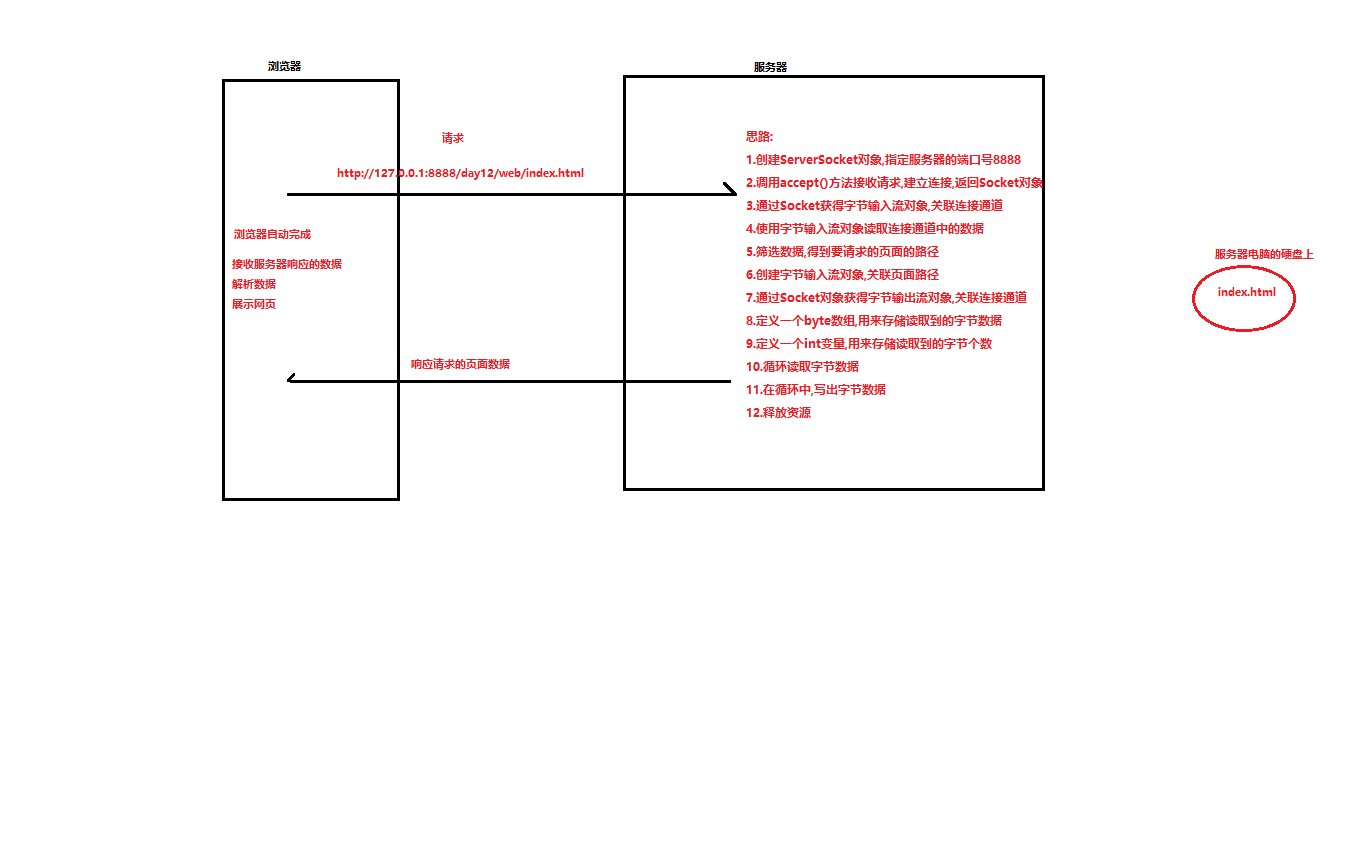 浏览器
服务器
请求
http://127.0.0.1:8888/day12/web/index.html
浏览器自动完成
接收服务器响应的数据
解析数据
展示网页
响应请求的页面数据
思路:
1.创建ServerSocket对象,指定服务器的端口号8888
2.调用accept()方法接收请求,建立连接,返回Socket对象
3.通过Socket获得字节输入流对象,关联连接通道
4.使用字节输入流对象读取连接通道中的数据
5.筛选数据,得到要请求的页面的路径
6.创建字节输入流对象,关联页面路径
7.通过Socket对象获得字节输出流对象,关联连接通道
8.定义一个byte数组,用来存储读取到的字节数据
9.定义一个int变量,用来存储读取到的字节个数
10.循环读取字节数据
11.在循环中,写出字节数据
12.释放资源
服务器电脑的硬盘上
index.html